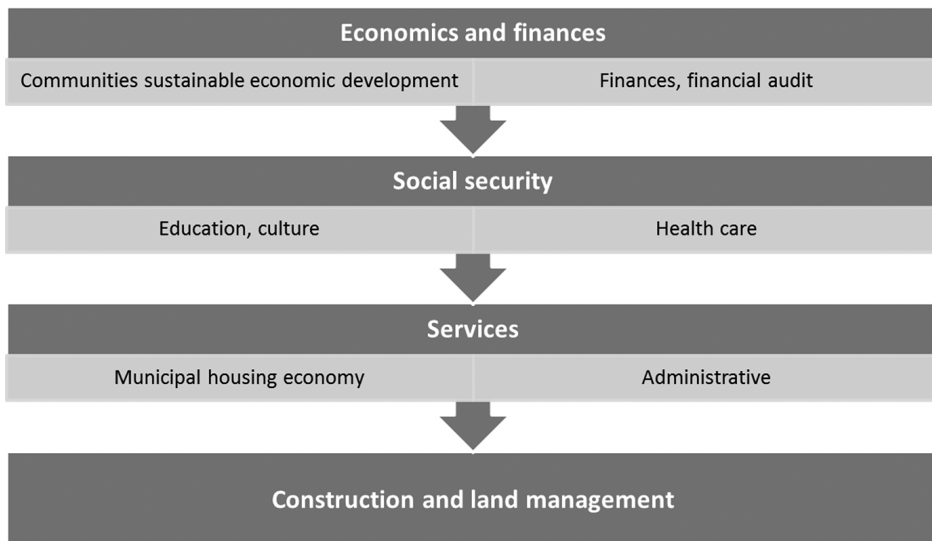 Economics and finances
Communities sustainable economic development
Finances, financial audit
Social security
Education, culture
Health care
Services
Municipal housing economy
Administrative
Construction and land management